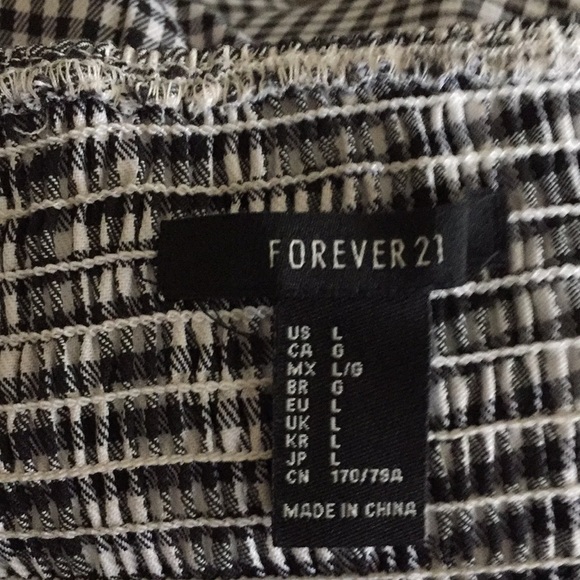 FOREVER 21
US L
CA G
MX L/G
BR G
EU L
UK L
KR L
JP L
CN 170/79A
MADE IN CHINA